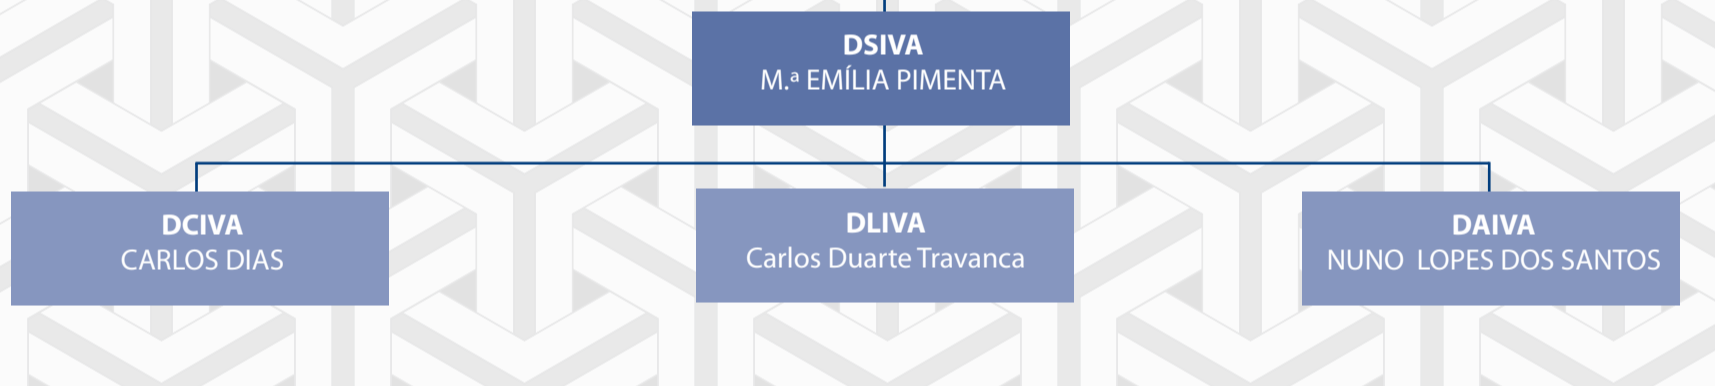 DSIVA
M.ª EMÍLIA PIMENTA
DCIVA
CARLOS DIAS
DLIVA
Carlos Duarte Travanca
DAIVA
NUNO LOPES DOS SANTOS